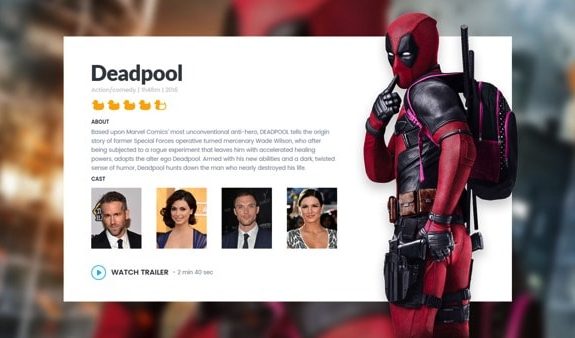 Deadpool
Action/comedy | 1h48m | 2016
ABOUT
Based upon Marvel Comics' most unconventional anti-hero, DEADPOOL tells the origin
story of former Special Forces operative turned mercenary Wade Wilson, who after
being subjected to a rogue experiment that leaves him with accelerated healing
powers, adopts the alter ego Deadpool. Armed with his new abilities and a dark, twisted
sense of humor, Deadpool hunts down the man who nearly destroyed his life.
CAST
WATCH TRAILER - 2 min 40 sec